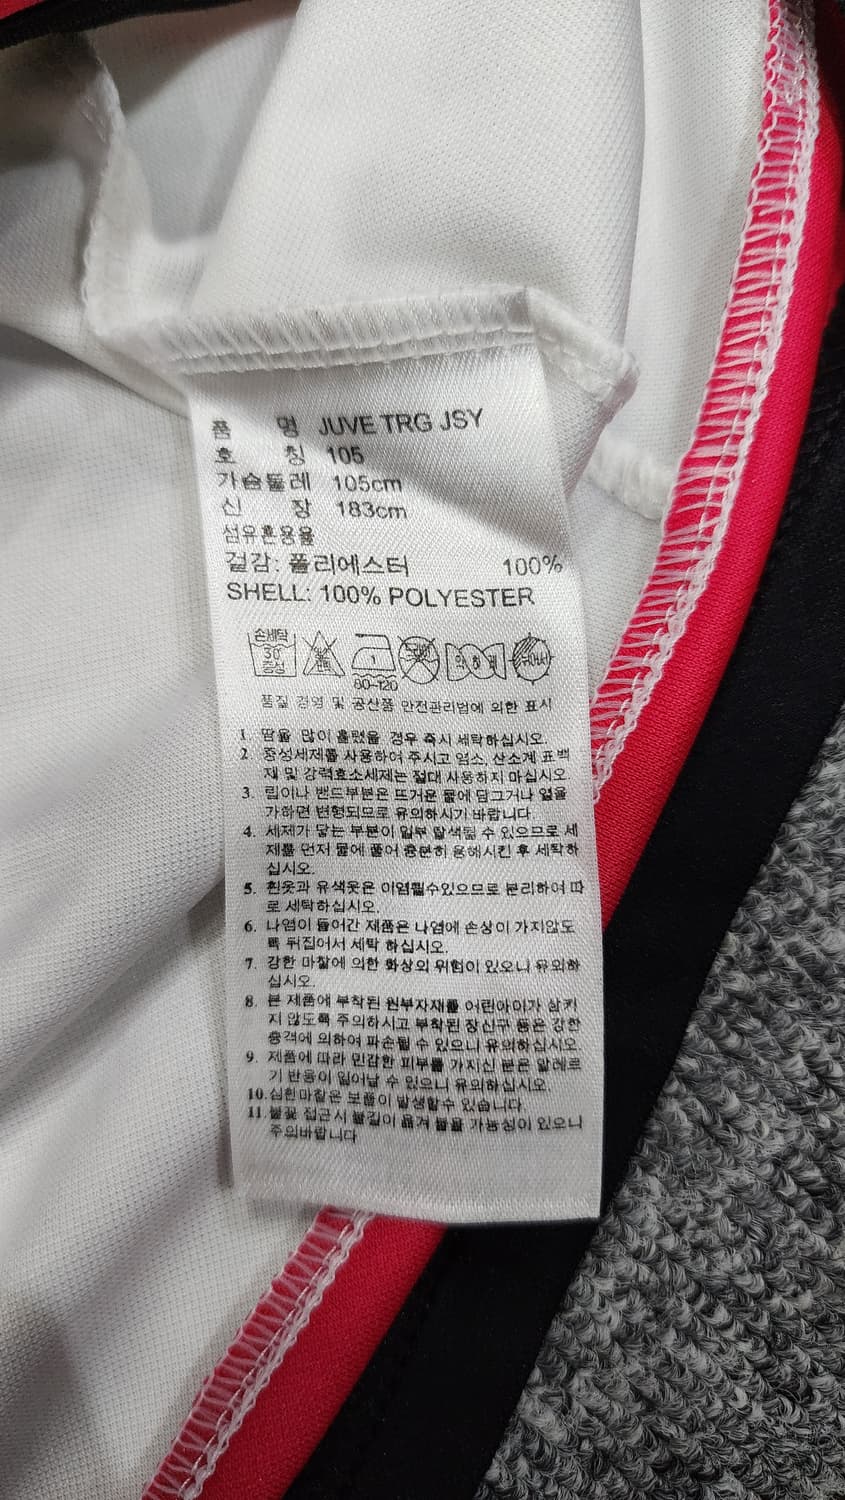 품 명 JUVE TRG JSY
호 칭 105
가슴둘레 105cm
신 장 183cm
섬유혼용율
겉감: 폴리에스터 100%
SHELL: 100% POLYESTER
손세탁
30
중성
1
80-120
약하게
품질 경영 및 공산품 안전관리법에 의한 표시
1. 땀을 많이 흘렸을 경우 즉시 세탁하십시오.
2. 중성세제를 사용하여 주시고 염소, 산소계 표백
제 및 강력효소세제는 절대 사용하지 마십시오.
3. 립이나 밴드부분은 뜨거운 물에 담그거나 열을
가하면 변형되므로 유의하시기 바랍니다.
4. 세제가 닿는 부분이 일부 탈색될 수 있으므로 세
제를 먼저 물에 풀어 충분히 용해시킨 후 세탁하
십시오.
5. 흰옷과 유색옷은 이염될수있으므로 분리하여 따
로 세탁하십시오.
6. 나염이 들어간 제품은 나염에 손상이 가지않도
록 뒤집어서 세탁 하십시오.
7. 강한 마찰에 의한 화상의 위험이 있으니 유의하
십시오.
8. 본 제품에 부착된 원부자재를 어린아이가 삼키
지 않도록 주의하시고 부착된 장신구 등은 강한
충격에 의하여 파손될 수 있으니 유의하십시오.
9. 제품에 따라 민감한 피부를 가지신 분은 알레르
기 반응이 일어날 수 있으니 유의하십시오.
10. 심한마찰은 보풀이 발생할수 있습니다.
11. 불꽃 접근시 불길이 옮겨 붙을 가능성이 있으니
주의바랍니다